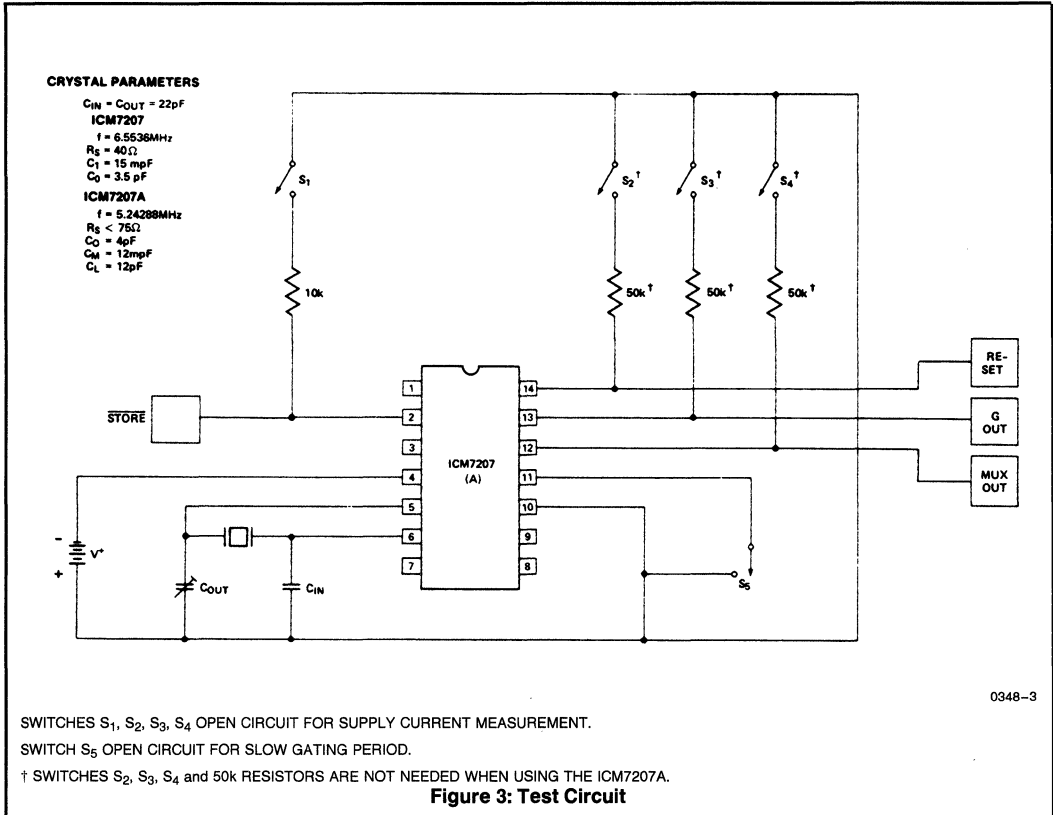 CRYSTAL PARAMETERS
CIN = COUT = 22pF
ICM7207
f = 6.5536MHz
RS = 40Ω
C1 = 15 mpF
C0 = 3.5 pF
ICM7207A
f = 5.24288MHz
RS < 75Ω
CO = 4pF
CM = 12mpF
CL = 12pF
S1
S2†
S3†
S4†
10k
50k†
50k†
50k†
RE-
SET
G
OUT
MUX
OUT
STORE
1
2
3
4
5
6
7
ICM7207
(A)
14
13
12
11
10
9
8
-
V+
+
COUT
CIN
S5
0348–3
SWITCHES S1, S2, S3, S4 OPEN CIRCUIT FOR SUPPLY CURRENT MEASUREMENT.
SWITCH S5 OPEN CIRCUIT FOR SLOW GATING PERIOD.
† SWITCHES S2, S3, S4 and 50k RESISTORS ARE NOT NEEDED WHEN USING THE ICM7207A.
Figure 3: Test Circuit